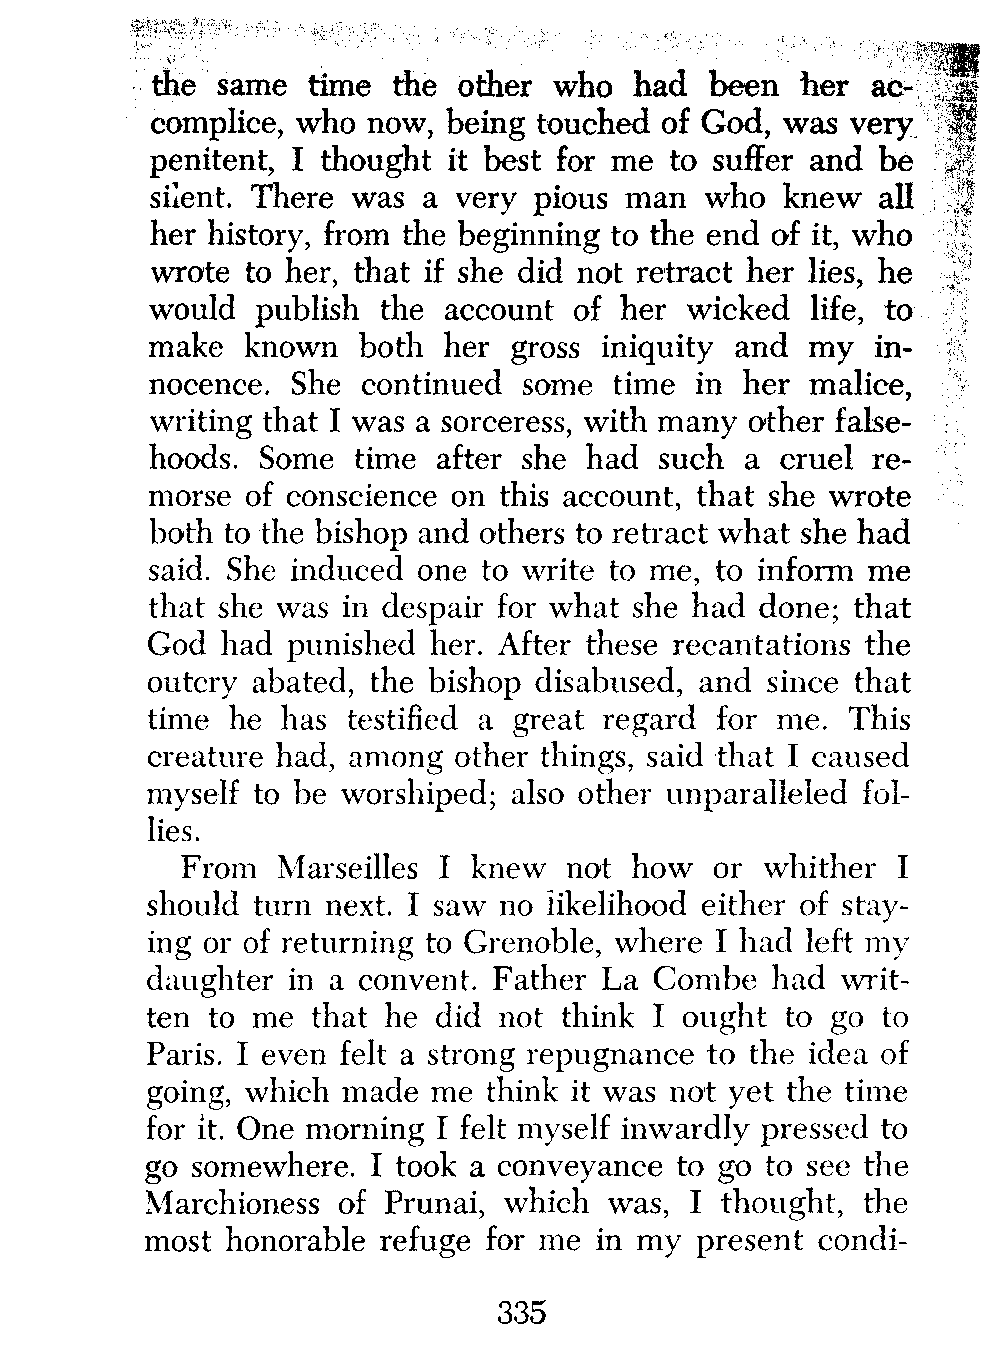 the same time the other who had been her ac-
complice, who now, being touched of God, was very
penitent, I thought it best for me to suffer and be
silent. There was a very pious man who knew all
her history, from the beginning to the end of it, who
wrote to her, that if she did not retract her lies, he
would publish the account of her wicked life, to
make known both her gross iniquity and my in-
nocence. She continued some time in her malice,
writing that I was a sorceress, with many other false-
hoods. Some time after she had such a cruel re-
morse of conscience on this account, that she wrote
both to the bishop and others to retract what she had
said. She induced one to write to me, to inform me
that she was in despair for what she had done; that
God had punished her. After these recantations the
outcry abated, the bishop disabused, and since that
time he has testified a great regard for me. This
creature had, among other things, said that I caused
myself to be worshiped; also other unparalleled fol-
lies.
From Marseilles I knew not how or whither I
should turn next. I saw no likelihood either of stay-
ing or of returning to Grenoble, where I had left my
daughter in a convent. Father La Combe had writ-
ten to me that he did not think I ought to go to
Paris. I even felt a strong repugnance to the idea of
going, which made me think it was not yet the time
for it. One morning I felt myself inwardly pressed to
go somewhere. I took a conveyance to go to see the
Marchioness of Prunai, which was, I thought, the
most honorable refuge for me in my present condi-
335